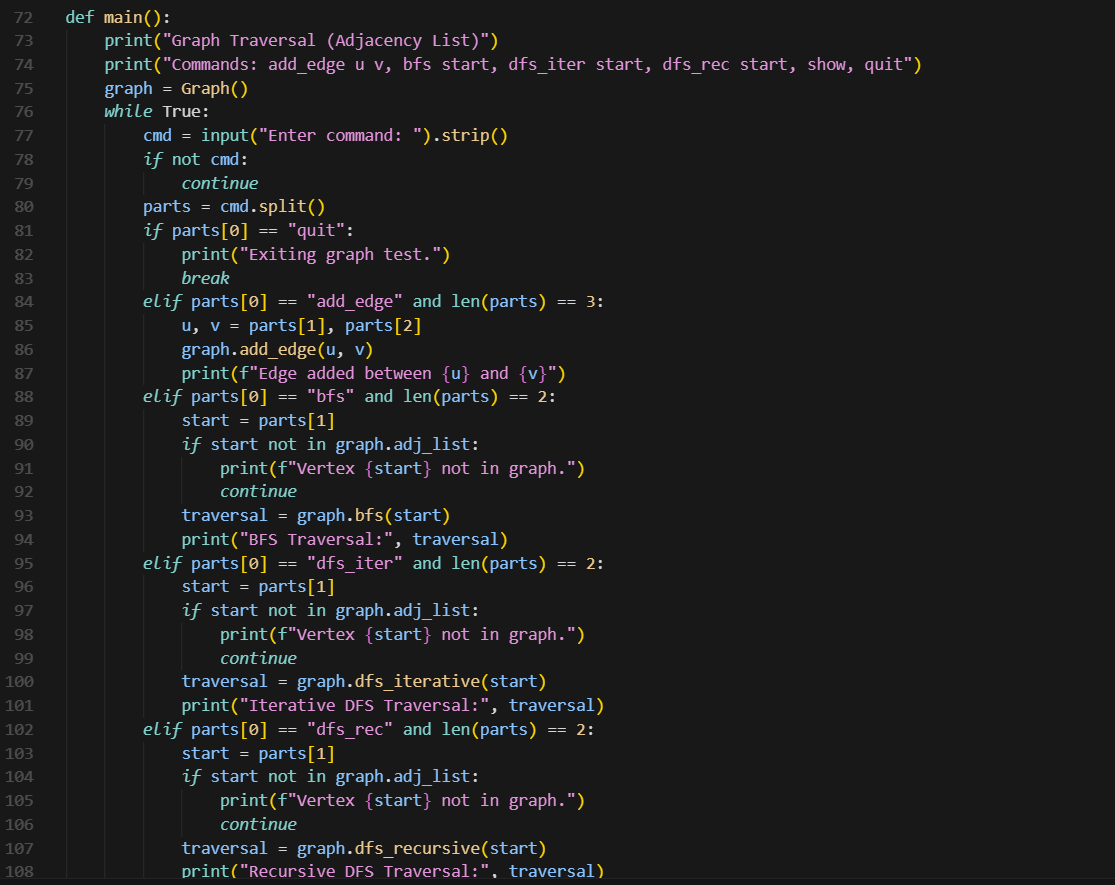 72 def main():
73     print("Graph Traversal (Adjacency List)")
74     print("Commands: add_edge u v, bfs start, dfs_iter start, dfs_rec start, show, quit")
75     graph = Graph()
76     while True:
77         cmd = input("Enter command: ").strip()
78         if not cmd:
79             continue
80         parts = cmd.split()
81         if parts[0] == "quit":
82             print("Exiting graph test.")
83             break
84         elif parts[0] == "add_edge" and len(parts) == 3:
85             u, v = parts[1], parts[2]
86             graph.add_edge(u, v)
87             print(f"Edge added between {u} and {v}")
88         elif parts[0] == "bfs" and len(parts) == 2:
89             start = parts[1]
90             if start not in graph.adj_list:
91                 print(f"Vertex {start} not in graph.")
92                 continue
93             traversal = graph.bfs(start)
94             print("BFS Traversal:", traversal)
95         elif parts[0] == "dfs_iter" and len(parts) == 2:
96             start = parts[1]
97             if start not in graph.adj_list:
98                 print(f"Vertex {start} not in graph.")
99                 continue
100             traversal = graph.dfs_iterative(start)
101             print("Iterative DFS Traversal:", traversal)
102         elif parts[0] == "dfs_rec" and len(parts) == 2:
103             start = parts[1]
104             if start not in graph.adj_list:
105                 print(f"Vertex {start} not in graph.")
106                 continue
107             traversal = graph.dfs_recursive(start)
108             print("Recursive DFS Traversal:", traversal)